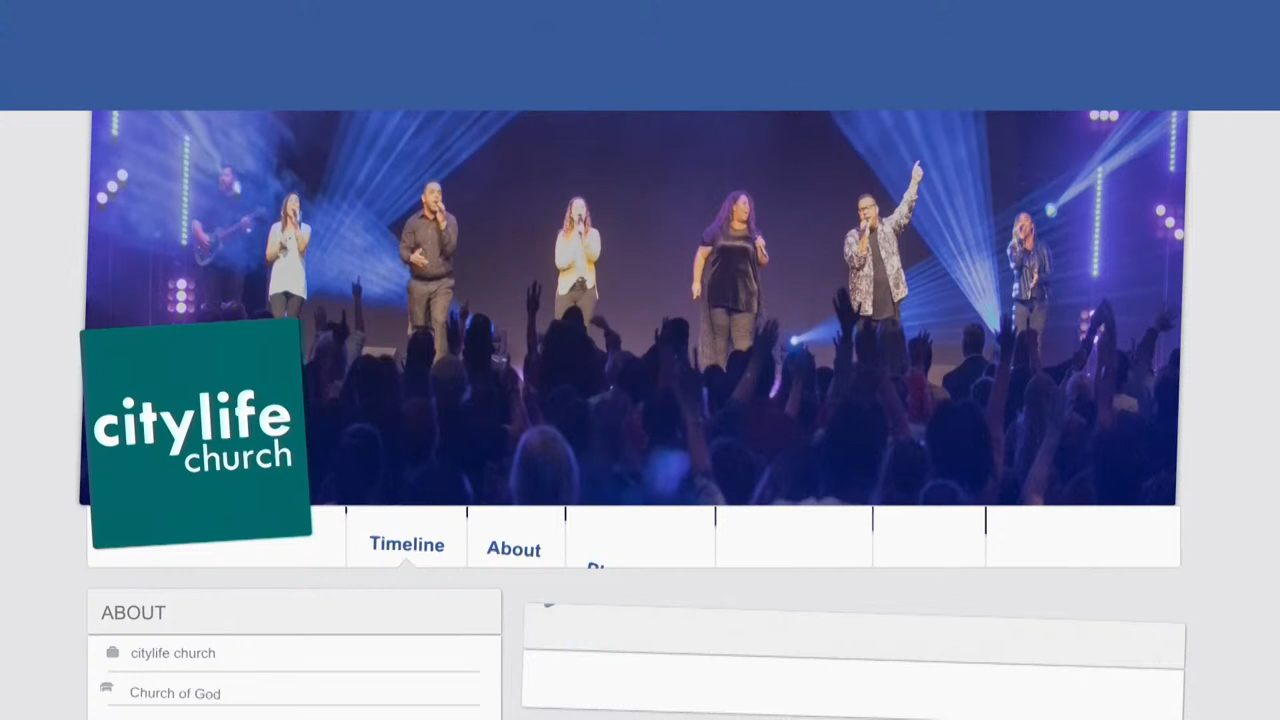 citylife
church
Timeline
About
ABOUT
citylife church
Church of God